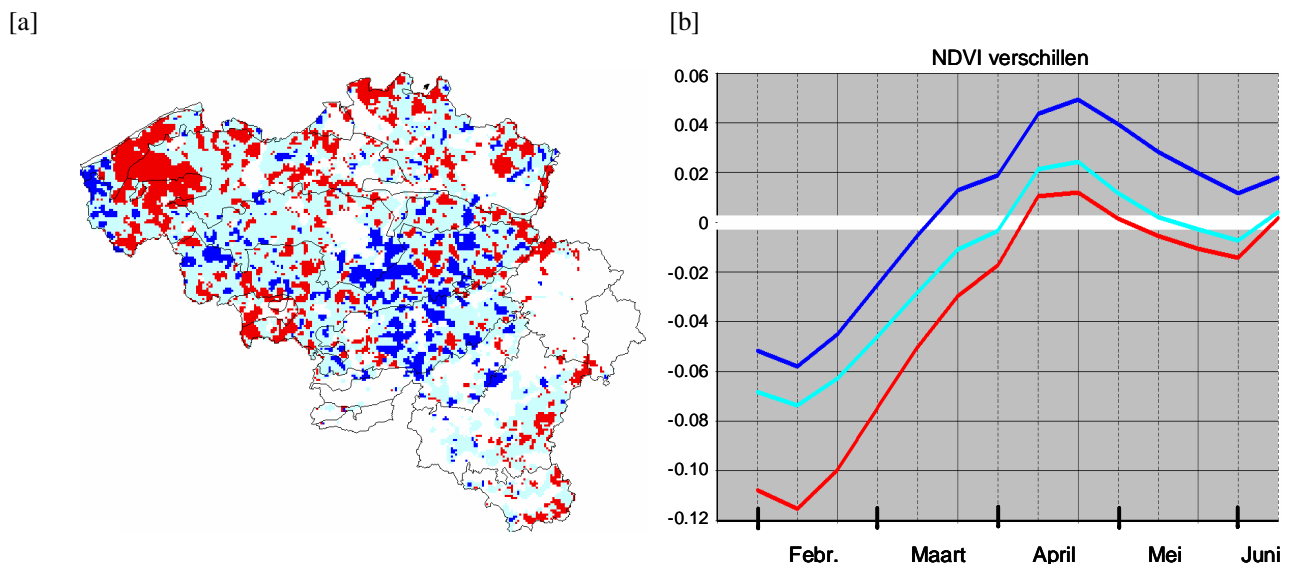 [a]
[b]
NDVI verschillen
0.06
0.04
0.02
0
-0.02
-0.04
-0.06
-0.08
-0.10
-0.12
Febr. Maart April Mei Juni